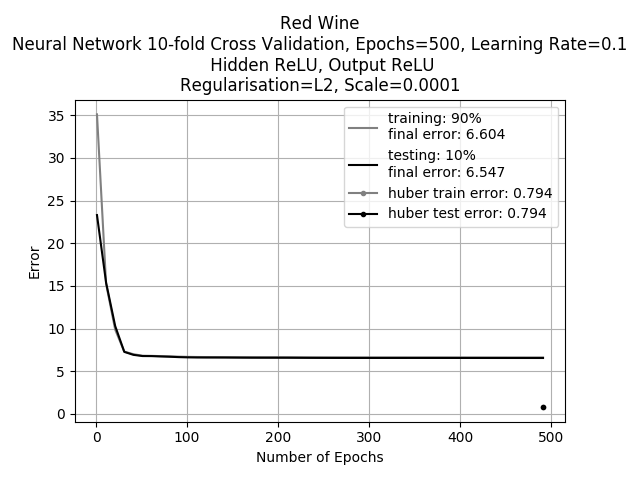 Red Wine
Neural Network 10-fold Cross Validation, Epochs=500, Learning Rate=0.1
Hidden ReLU, Output ReLU
Regularisation=L2, Scale=0.0001
training: 90%
final error: 6.604
testing: 10%
final error: 6.547
huber train error: 0.794
huber test error: 0.794
35
30
25
20
15
10
5
0
Error
0 100 200 300 400 500
Number of Epochs